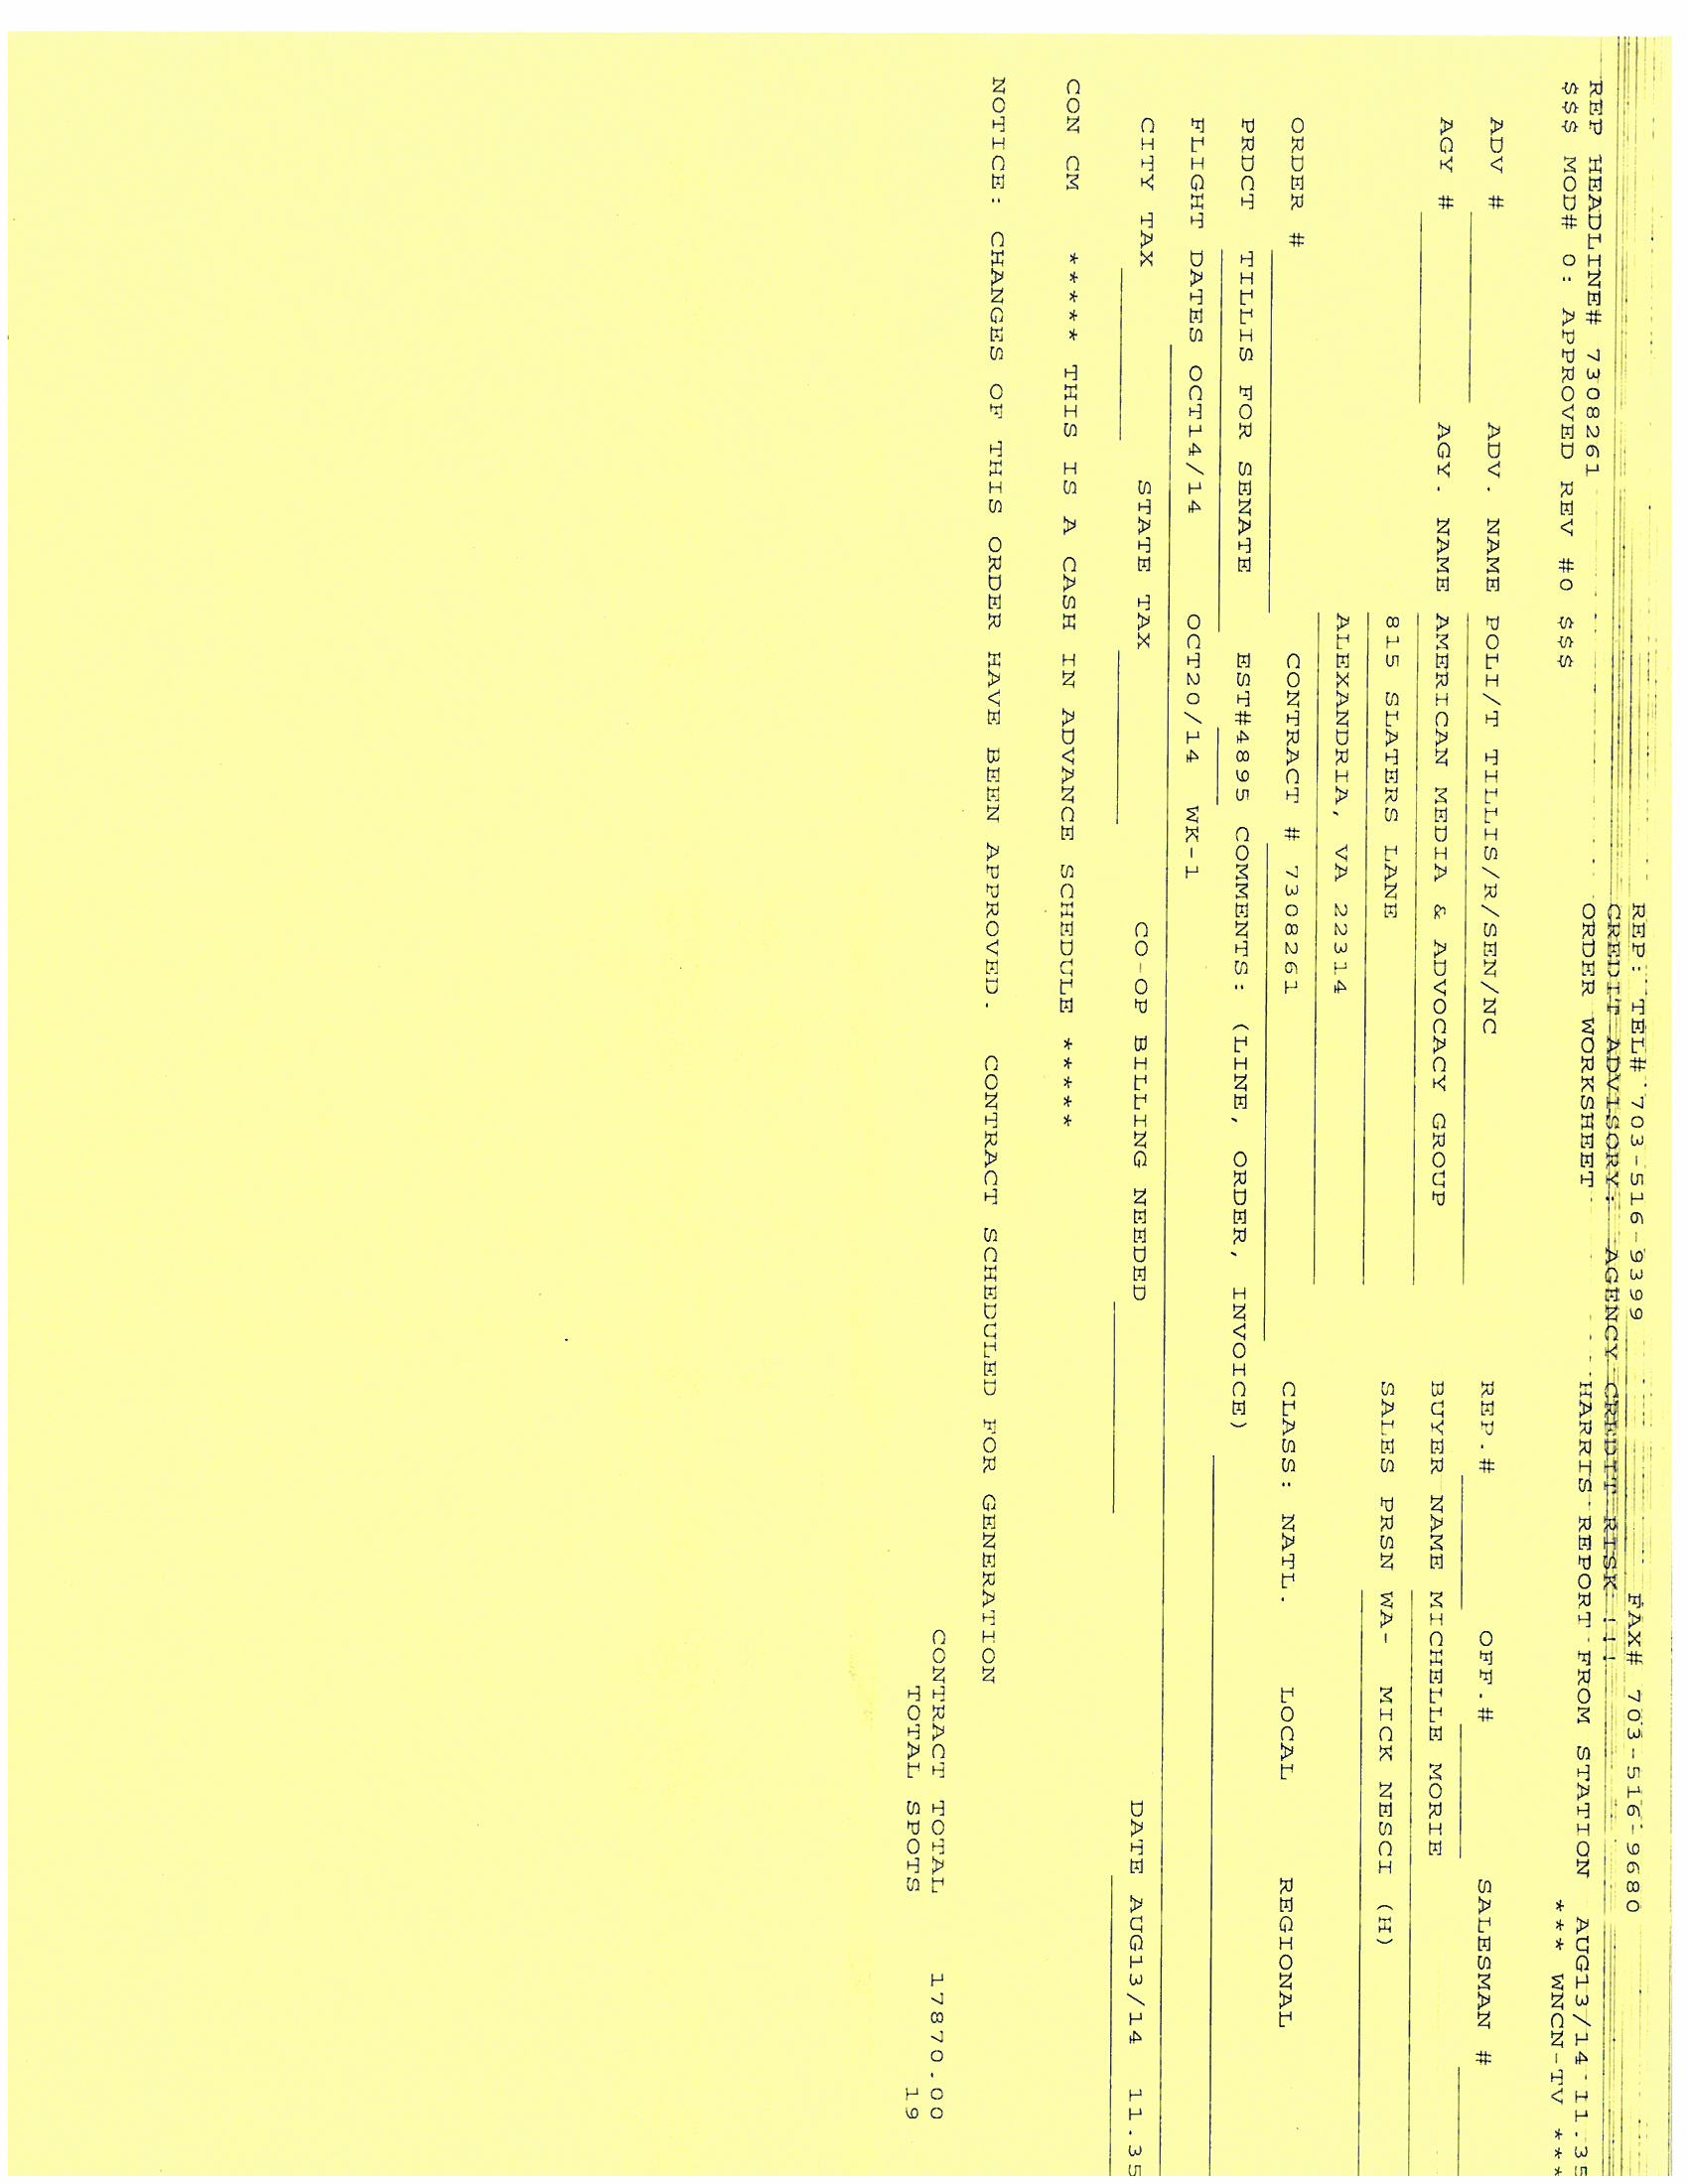 REP: TEL# 703-516-9399 FAX# 703-516-9680
CREDIT ADVISORY: AGENCY CREDIT RISK !!!
REP HEADLINE# 7308261 ORDER WORKSHEET HARRIS REPORT FROM STATION AUG13/14 11.35
$$$ MOD# 0: APPROVED REV #0 $$$ *** WNCN-TV ***
ADV # ADV. NAME POLI/T TILLIS/R/SEN/NC REP.# OFF.# SALESMAN #
AGY # AGY. NAME AMERICAN MEDIA & ADVOCACY GROUP BUYER NAME MICHELLE MORIE
815 SLATERS LANE SALES PRSN WA- MICK NESCI (H)
ALEXANDRIA, VA 22314
ORDER # CONTRACT # 7308261 CLASS: NATL. LOCAL REGIONAL
PRDCT TILLIS FOR SENATE EST#4895 COMMENTS: (LINE, ORDER, INVOICE)
FLIGHT DATES OCT14/14 OCT20/14 WK-1
CITY TAX STATE TAX CO-OP BILLING NEEDED DATE AUG13/14 11.35
CON CM ***** THIS IS A CASH IN ADVANCE SCHEDULE *****
NOTICE: CHANGES OF THIS ORDER HAVE BEEN APPROVED. CONTRACT SCHEDULED FOR GENERATION
CONTRACT TOTAL 17870.00
TOTAL SPOTS 19